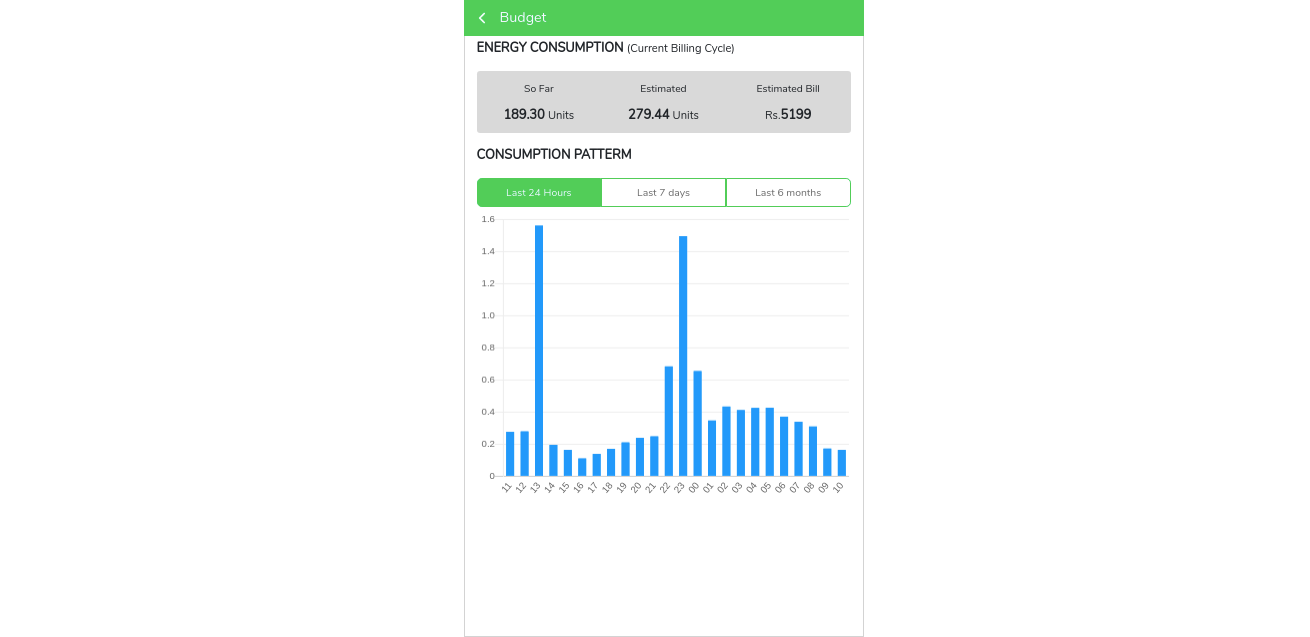 Budget
ENERGY CONSUMPTION (Current Billing Cycle)
So Far Estimated Estimated Bill
189.30 Units 279.44 Units Rs.5199
CONSUMPTION PATTERM
Last 24 Hours Last 7 days Last 6 months
1.6
1.4
1.2
1.0
0.8
0.6
0.4
0.2
0
11 12 13 14 15 16 17 18 19 20 21 22 23 00 01 02 03 04 05 06 07 08 09 10